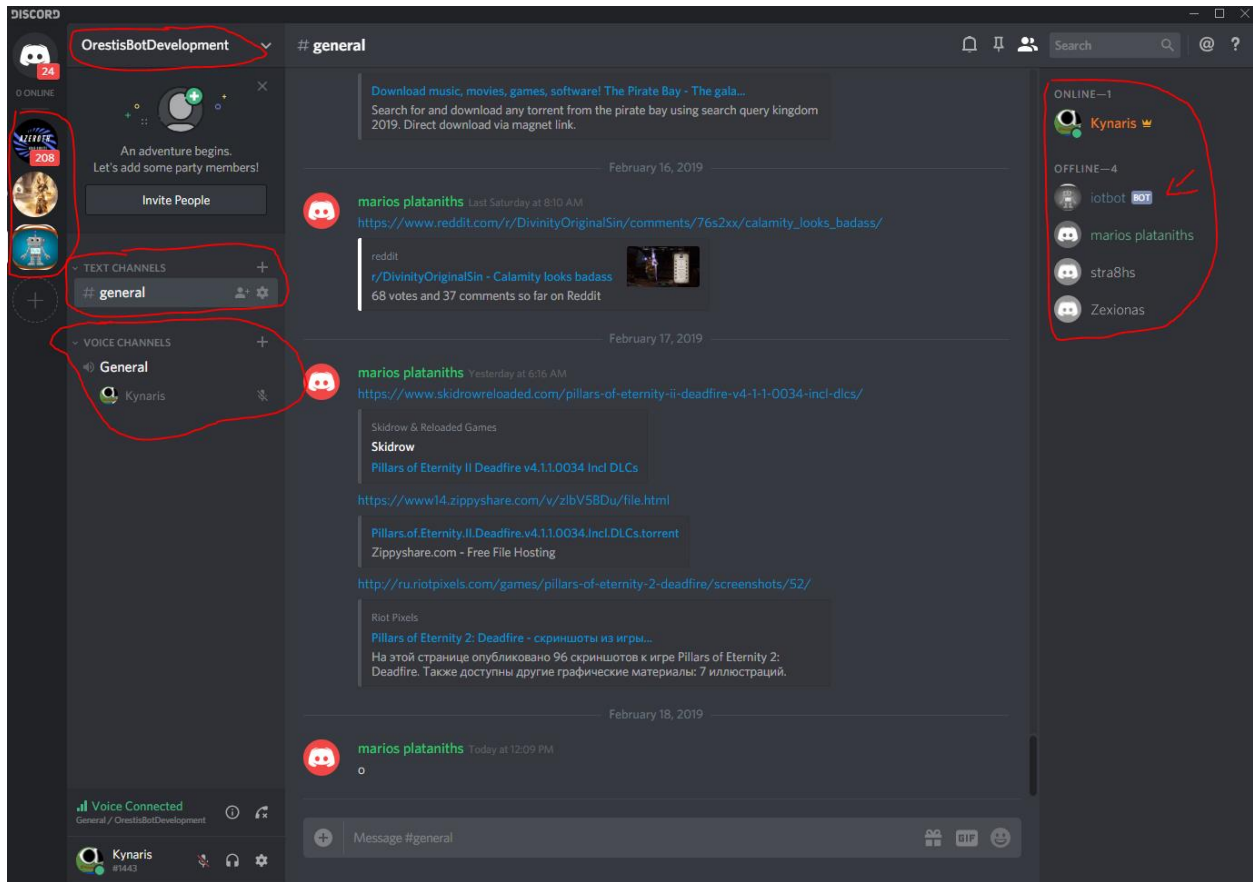 DISCORD
24
0 ONLINE
AZEROTH
208
OrestisBotDevelopment
An adventure begins.
Let's add some party members!
Invite People
TEXT CHANNELS
# general
VOICE CHANNELS
General
Kynaris
Voice Connected
General / OrestisBotDevelopment
Kynaris
#1443
# general
Search
Download music, movies, games, software! The Pirate Bay - The gala...
Search for and download any torrent from the pirate bay using search query kingdom
2019. Direct download via magnet link.
February 16, 2019
marios plataniths Last Saturday at 8:10 AM
https://www.reddit.com/r/DivinityOriginalSin/comments/76s2xx/calamity_looks_badass/
reddit
r/DivinityOriginalSin - Calamity looks badass
68 votes and 37 comments so far on Reddit
February 17, 2019
marios plataniths Yesterday at 6:16 AM
https://www.skidrowreloaded.com/pillars-of-eternity-ii-deadfire-v4-1-1-0034-incl-dlcs/
Skidrow & Reloaded Games
Skidrow
Pillars of Eternity II Deadfire v4.1.1.0034 Incl DLCs
https://www14.zippyshare.com/v/zlbV5BDu/file.html
Pillars.of.Eternity.II.Deadfire.v4.1.1.0034.Incl.DLCs.torrent
Zippyshare.com - Free File Hosting
http://ru.riotpixels.com/games/pillars-of-eternity-2-deadfire/screenshots/52/
Riot Pixels
Pillars of Eternity 2: Deadfire - скриншоты из игры...
На этой странице опубликовано 96 скриншотов к игре Pillars of Eternity 2:
Deadfire. Также доступны другие графические материалы: 7 иллюстраций.
February 18, 2019
marios plataniths Today at 12:09 PM
o
Message #general
GIF
ONLINE—1
Kynaris
OFFLINE—4
iotbot BOT
marios plataniths
stra8hs
Zexionas